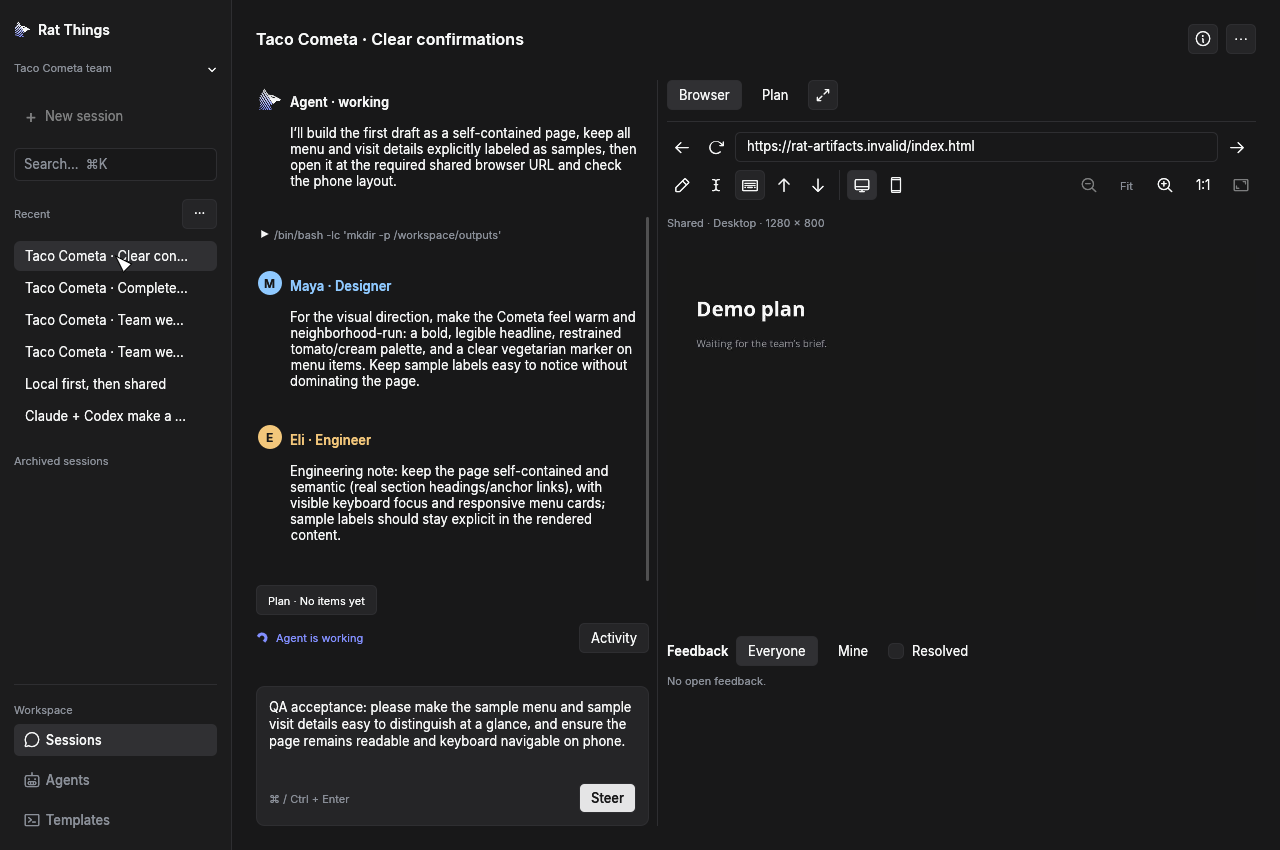 Rat Things
Taco Cometa team
+ New session
Search... ⌘K
Recent
...
Taco Cometa · Clear con...
Taco Cometa · Complete...
Taco Cometa · Team we...
Taco Cometa · Team we...
Local first, then shared
Claude + Codex make a ...
Archived sessions
Workspace
Sessions
Agents
Templates
Taco Cometa · Clear confirmations
Agent · working
I'll build the first draft as a self-contained page, keep all
menu and visit details explicitly labeled as samples, then
open it at the required shared browser URL and check
the phone layout.
/bin/bash -lc 'mkdir -p /workspace/outputs'
M
Maya · Designer
For the visual direction, make the Cometa feel warm and
neighborhood-run: a bold, legible headline, restrained
tomato/cream palette, and a clear vegetarian marker on
menu items. Keep sample labels easy to notice without
dominating the page.
E
Eli · Engineer
Engineering note: keep the page self-contained and
semantic (real section headings/anchor links), with
visible keyboard focus and responsive menu cards;
sample labels should stay explicit in the rendered
content.
Plan · No items yet
Agent is working
Activity
QA acceptance: please make the sample menu and sample
visit details easy to distinguish at a glance, and ensure the
page remains readable and keyboard navigable on phone.
⌘ / Ctrl + Enter
Steer
Browser
Plan
https://rat-artifacts.invalid/index.html
Fit
1:1
Shared · Desktop · 1280 × 800
Demo plan
Waiting for the team's brief.
Feedback
Everyone
Mine
Resolved
No open feedback.